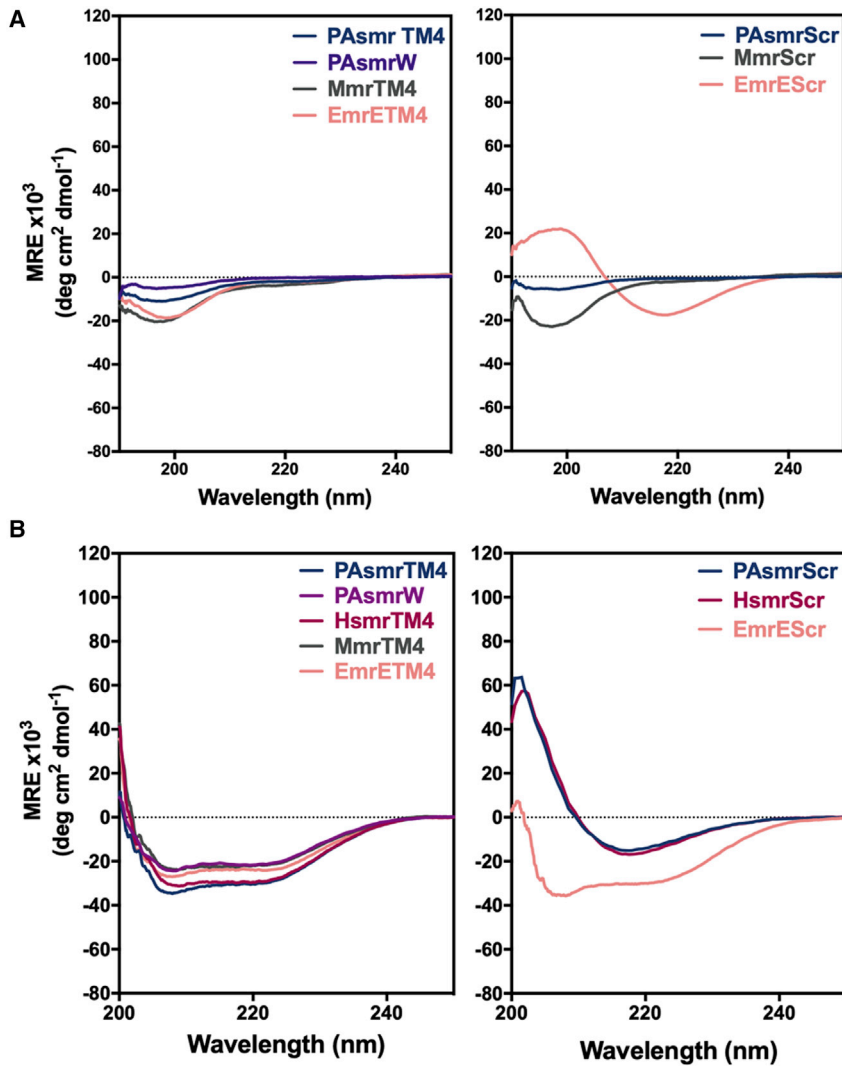 A
MRE x10³
(deg cm² dmol⁻¹)
120
100
80
60
40
20
0
-20
-40
-60
-80
200
220
240
Wavelength (nm)
PAsmr TM4
PAsmrW
MmrTM4
EmrETM4
120
100
80
60
40
20
0
-20
-40
-60
-80
200
220
240
Wavelength (nm)
PAsmrScr
MmrScr
EmrEScr
B
MRE x10³
(deg cm² dmol⁻¹)
120
100
80
60
40
20
0
-20
-40
-60
-80
200
220
240
Wavelength (nm)
PAsmrTM4
PAsmrW
HsmrTM4
MmrTM4
EmrETM4
120
100
80
60
40
20
0
-20
-40
-60
-80
200
220
240
Wavelength (nm)
PAsmrScr
HsmrScr
EmrEScr